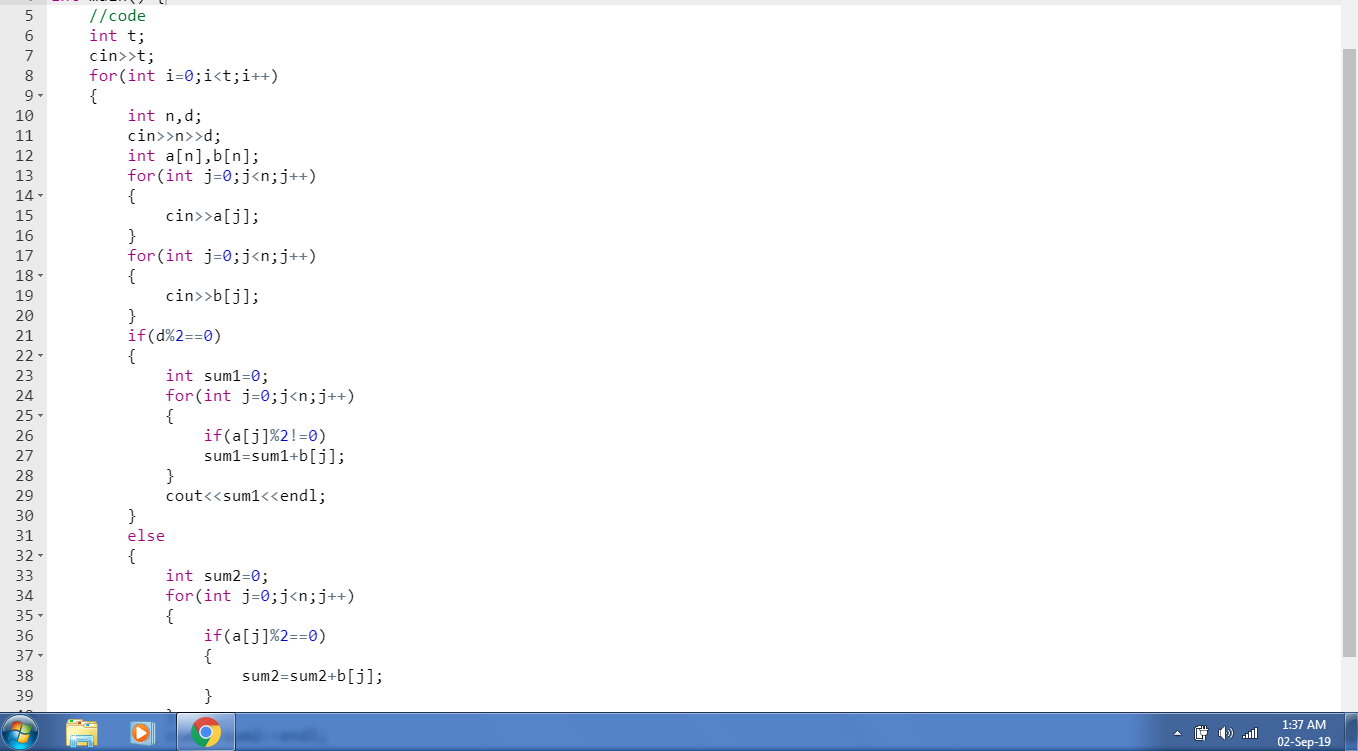 int main() {
5 //code
6 int t;
7 cin>>t;
8 for(int i=0;i<t;i++)
9 {
10 int n,d;
11 cin>>n>>d;
12 int a[n],b[n];
13 for(int j=0;j<n;j++)
14 {
15 cin>>a[j];
16 }
17 for(int j=0;j<n;j++)
18 {
19 cin>>b[j];
20 }
21 if(d%2==0)
22 {
23 int sum1=0;
24 for(int j=0;j<n;j++)
25 {
26 if(a[j]%2!=0)
27 sum1=sum1+b[j];
28 }
29 cout<<sum1<<endl;
30 }
31 else
32 {
33 int sum2=0;
34 for(int j=0;j<n;j++)
35 {
36 if(a[j]%2==0)
37 {
38 sum2=sum2+b[j];
39 }
1:37 AM
02-Sep-19